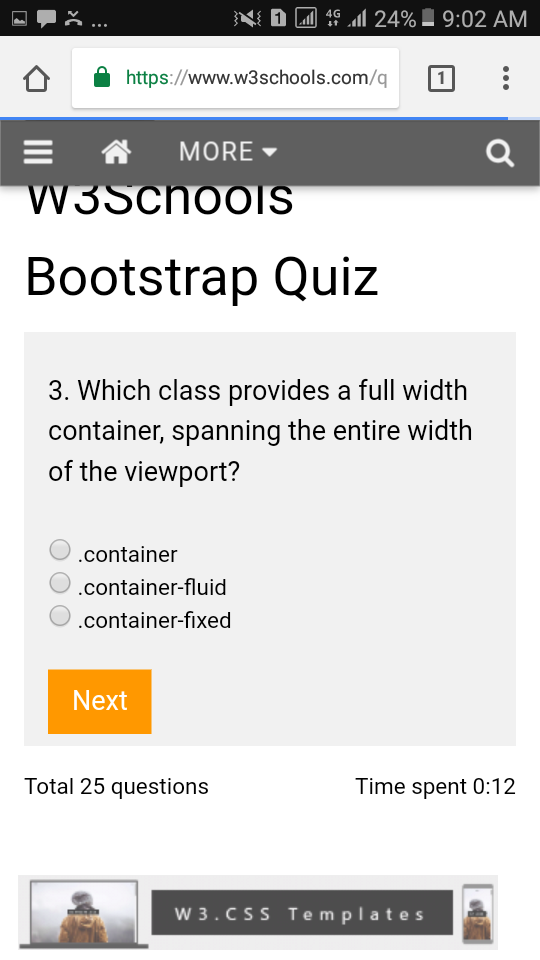 ... 1 4G 24% 9:02 AM
https://www.w3schools.com/q 1
MORE
W3Schools
Bootstrap Quiz
3. Which class provides a full width
container, spanning the entire width
of the viewport?
.container
.container-fluid
.container-fixed
Next
Total 25 questions Time spent 0:12
W3.CSS Templates